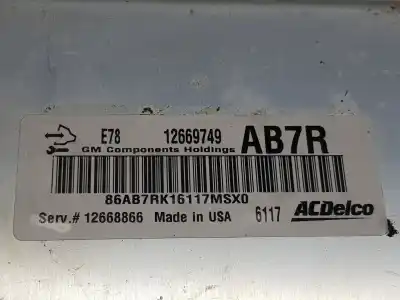 E78 12669749 AB7R
GM Components Holdings
86AB7RK16117MSX0
Serv.# 12668866 Made in USA 6117 ACDelco